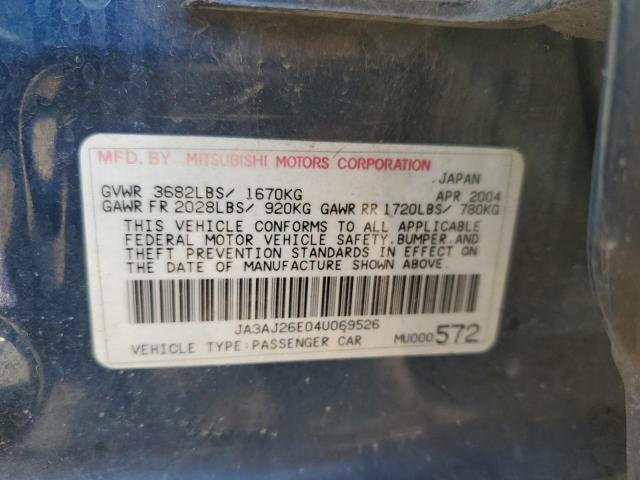 MFD. BY MITSUBISHI MOTORS CORPORATION
JAPAN
GVWR 3682LBS/ 1670KG APR 2004
GAWR FR 2028LBS/ 920KG GAWR RR 1720LBS/ 780KG
THIS VEHICLE CONFORMS TO ALL APPLICABLE
FEDERAL MOTOR VEHICLE SAFETY,BUMPER,AND
THEFT PREVENTION STANDARDS IN EFFECT ON
THE DATE OF MANUFACTURE SHOWN ABOVE.
JA3AJ26E04U069526
VEHICLE TYPE:PASSENGER CAR MU000572